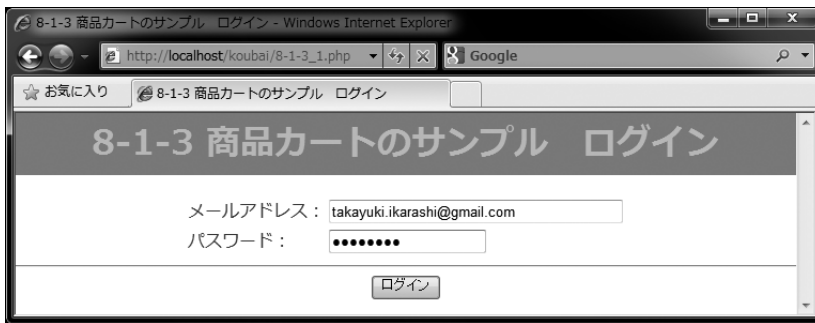 8-1-3 商品カートのサンプル　ログイン - Windows Internet Explorer
http://localhost/koubai/8-1-3_1.php
Google
お気に入り
8-1-3 商品カートのサンプル　ログイン
8-1-3 商品カートのサンプル　ログイン
メールアドレス：
takayuki.ikarashi@gmail.com
パスワード：
••••••••
ログイン